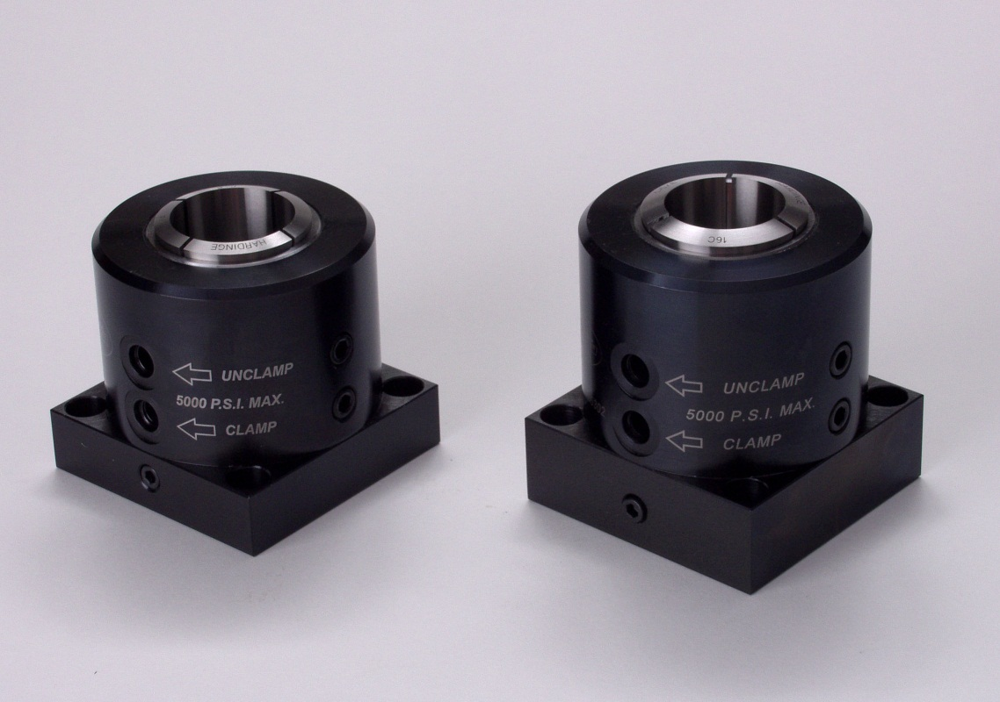 HARDINGE
UNCLAMP
5000 P.S.I. MAX.
CLAMP
16C
UNCLAMP
5000 P.S.I. MAX.
CLAMP